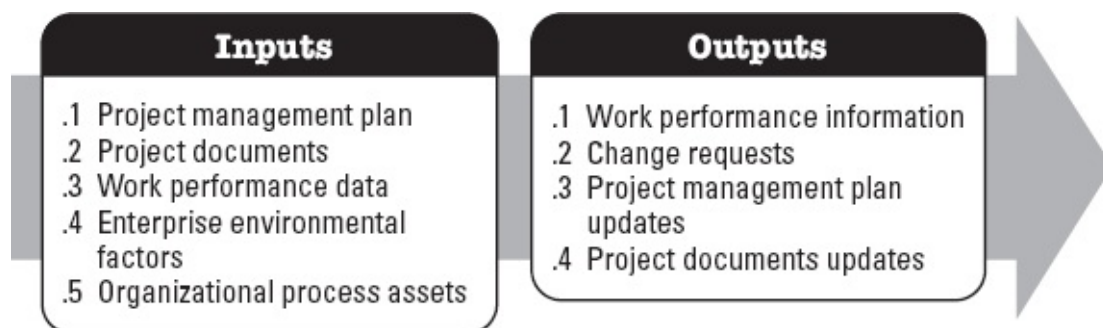 Inputs
.1 Project management plan
.2 Project documents
.3 Work performance data
.4 Enterprise environmental
factors
.5 Organizational process assets
Outputs
.1 Work performance information
.2 Change requests
.3 Project management plan
updates
.4 Project documents updates